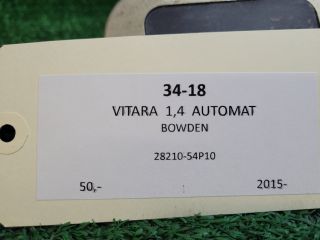 34-18
VITARA 1,4 AUTOMAT
BOWDEN
28210-54P10
50,- 2015-